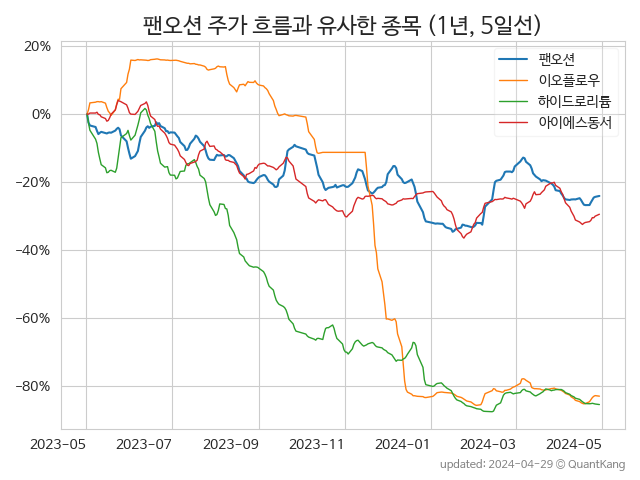 팬오션 주가 흐름과 유사한 종목 (1년, 5일선)
팬오션
이오플로우
하이드로리튬
아이에스동서
20%
0%
−20%
−40%
−60%
−80%
2023-05
2023-07
2023-09
2023-11
2024-01
2024-03
2024-05
updated: 2024-04-29 © QuantKang